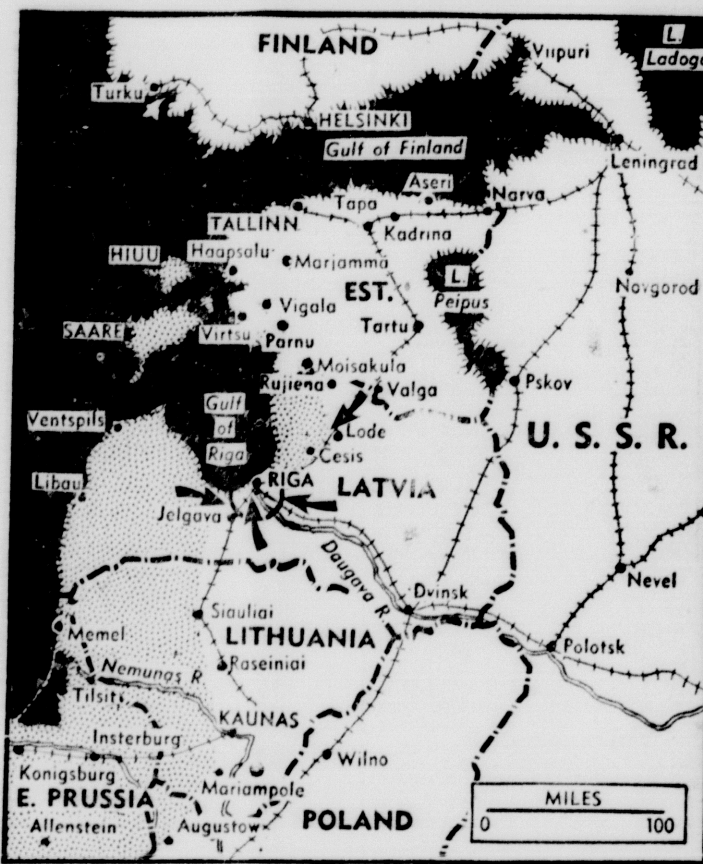 FINLAND
L.
Ladoga
Viipuri
Turku
HELSINKI
Gulf of Finland
Leningrad
Aseri
Tapa
Narva
TALLINN
Kadrina
Haapsalu
HIUU
Marjamma
L.
Peipus
EST.
Novgorod
Vigala
SAARE
Virtsu
Parnu
Tartu
Moisakula
Rujiena
Valga
Pskov
Gulf
of
Riga
Ventspils
Lode
U. S. S. R.
Cesis
Libau
RIGA
LATVIA
Jelgava
Daugava R.
Nevel
Dvinsk
Siauliai
Memel
LITHUANIA
Polotsk
Raseiniai
Nemunas R
Tilsit
KAUNAS
Insterburg
Wilno
Konigsburg
Mariampole
E. PRUSSIA
MILES
0 100
Allenstein
Augustow
POLAND